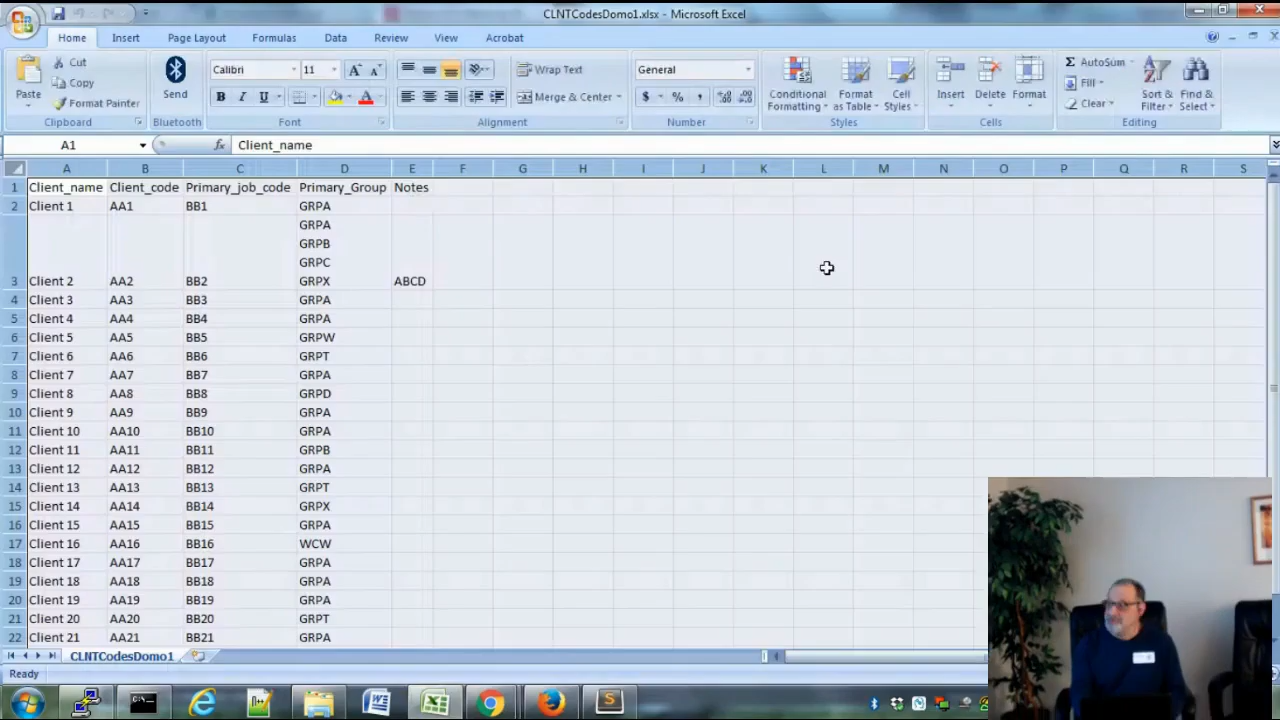 CLNTCodesDomo1.xlsx - Microsoft Excel
Home Insert Page Layout Formulas Data Review View Acrobat
Paste Cut Copy Format Painter Clipboard
Send Bluetooth
Calibri 11 B I U A A A Font
Wrap Text Merge & Center Alignment
General $ % , Number
Conditional Formatting Format as Table Cell Styles Styles
Insert Delete Format Cells
Σ AutoSum Fill Clear Sort & Filter Find & Select Editing
A1 fx Client_name
A B C D E F G H I J K L M N O P Q R S
1 Client_name Client_code Primary_job_code Primary_Group Notes
2 Client 1 AA1 BB1 GRPA
GRPA
GRPB
GRPC
3 Client 2 AA2 BB2 GRPX ABCD
4 Client 3 AA3 BB3 GRPA
5 Client 4 AA4 BB4 GRPA
6 Client 5 AA5 BB5 GRPW
7 Client 6 AA6 BB6 GRPT
8 Client 7 AA7 BB7 GRPA
9 Client 8 AA8 BB8 GRPD
10 Client 9 AA9 BB9 GRPA
11 Client 10 AA10 BB10 GRPA
12 Client 11 AA11 BB11 GRPB
13 Client 12 AA12 BB12 GRPA
14 Client 13 AA13 BB13 GRPT
15 Client 14 AA14 BB14 GRPX
16 Client 15 AA15 BB15 GRPA
17 Client 16 AA16 BB16 WCW
18 Client 17 AA17 BB17 GRPA
19 Client 18 AA18 BB18 GRPA
20 Client 19 AA19 BB19 GRPA
21 Client 20 AA20 BB20 GRPT
22 Client 21 AA21 BB21 GRPA
CLNTCodesDomo1
Ready